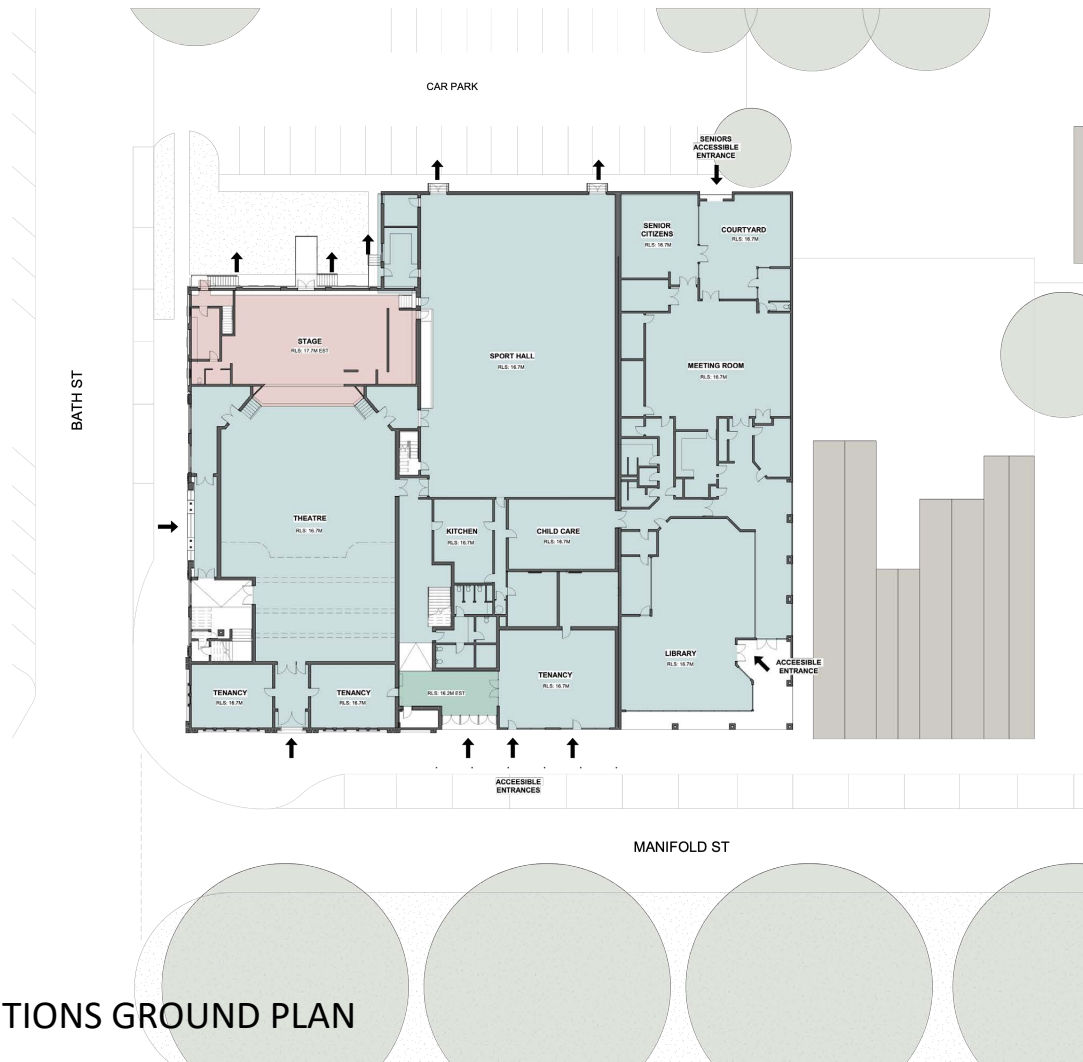 CAR PARK
SENIORS
ACCESSIBLE
ENTRANCE
SENIOR
CITIZENS
RLS: 16.7M
COURTYARD
RLS: 16.7M
STAGE
RLS: 17.7M EST
SPORT HALL
RLS: 16.7M
MEETING ROOM
RLS: 16.7M
BATH ST
THEATRE
RLS: 16.7M
KITCHEN
RLS: 16.7M
CHILD CARE
RLS: 16.7M
LIBRARY
RLS: 16.7M
ACCEESIBLE
ENTRANCE
TENANCY
RLS: 16.7M
TENANCY
RLS: 16.7M
RLS: 16.2M EST
TENANCY
RLS: 16.7M
ACCEESIBLE
ENTRANCES
MANIFOLD ST
TIONS GROUND PLAN